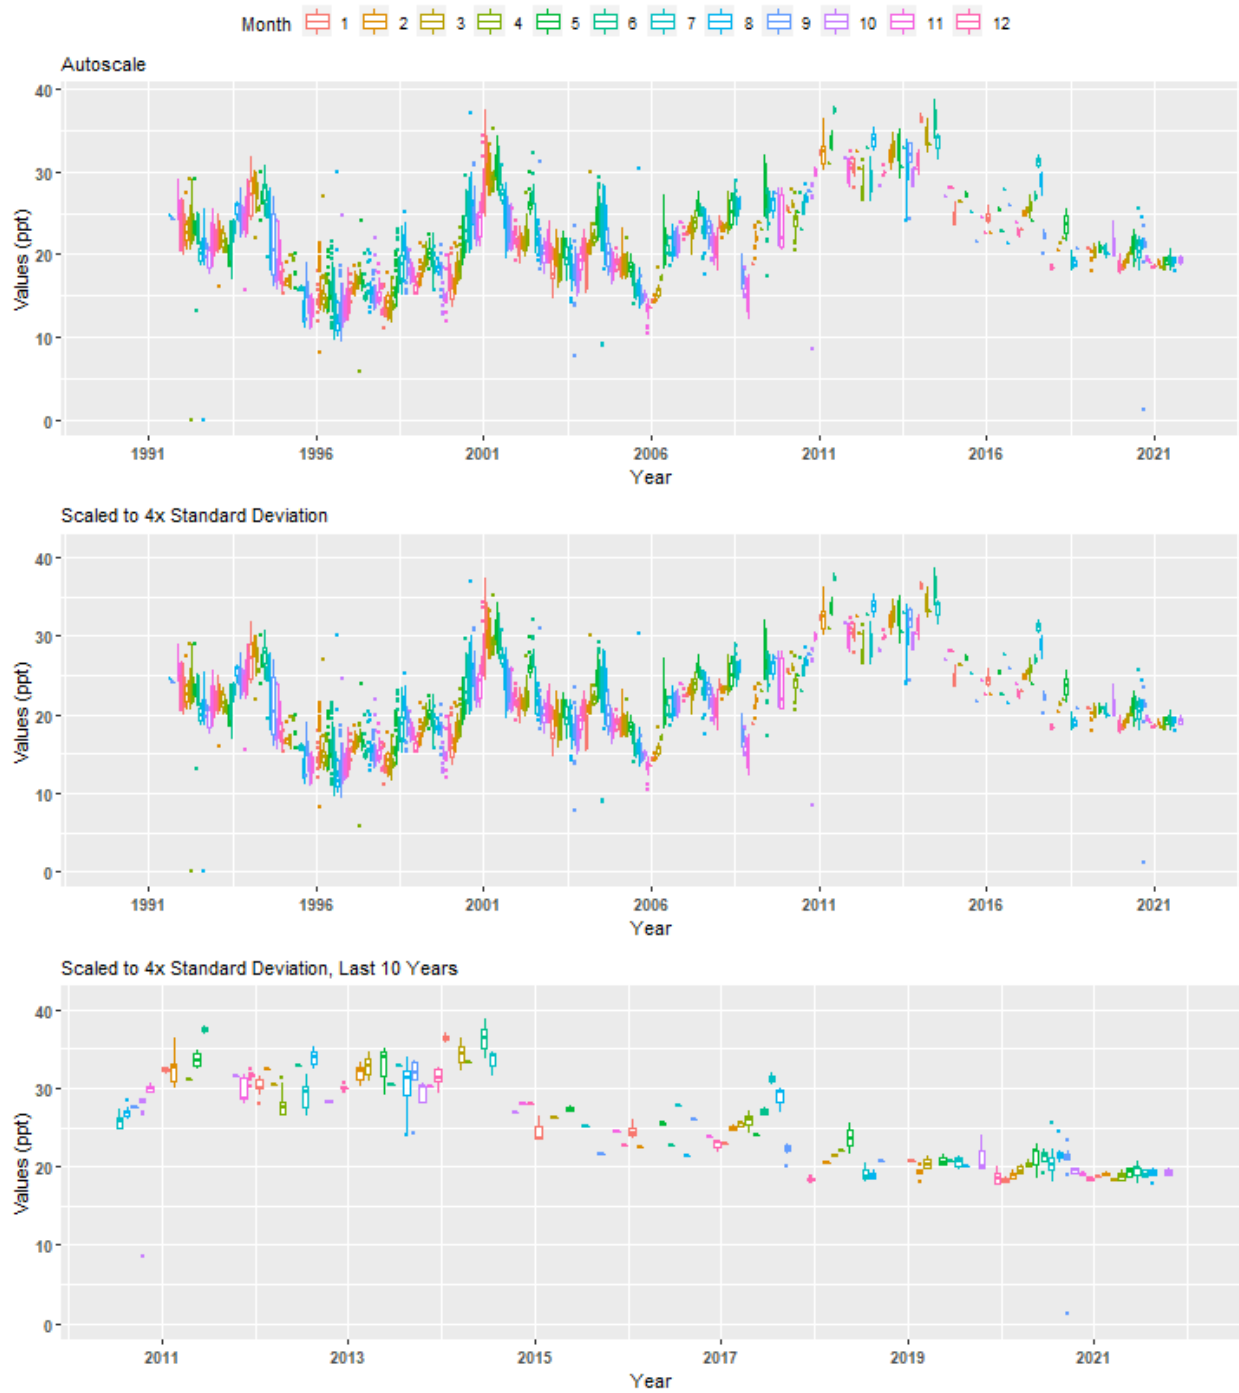 Month 1 2 3 4 5 6 7 8 9 10 11 12
Autoscale
40
30
20
10
0
Values (ppt)
1991 1996 2001 2006 2011 2016 2021
Year
Scaled to 4x Standard Deviation
40
30
20
10
0
Values (ppt)
1991 1996 2001 2006 2011 2016 2021
Year
Scaled to 4x Standard Deviation, Last 10 Years
40
30
20
10
0
Values (ppt)
2011 2013 2015 2017 2019 2021
Year